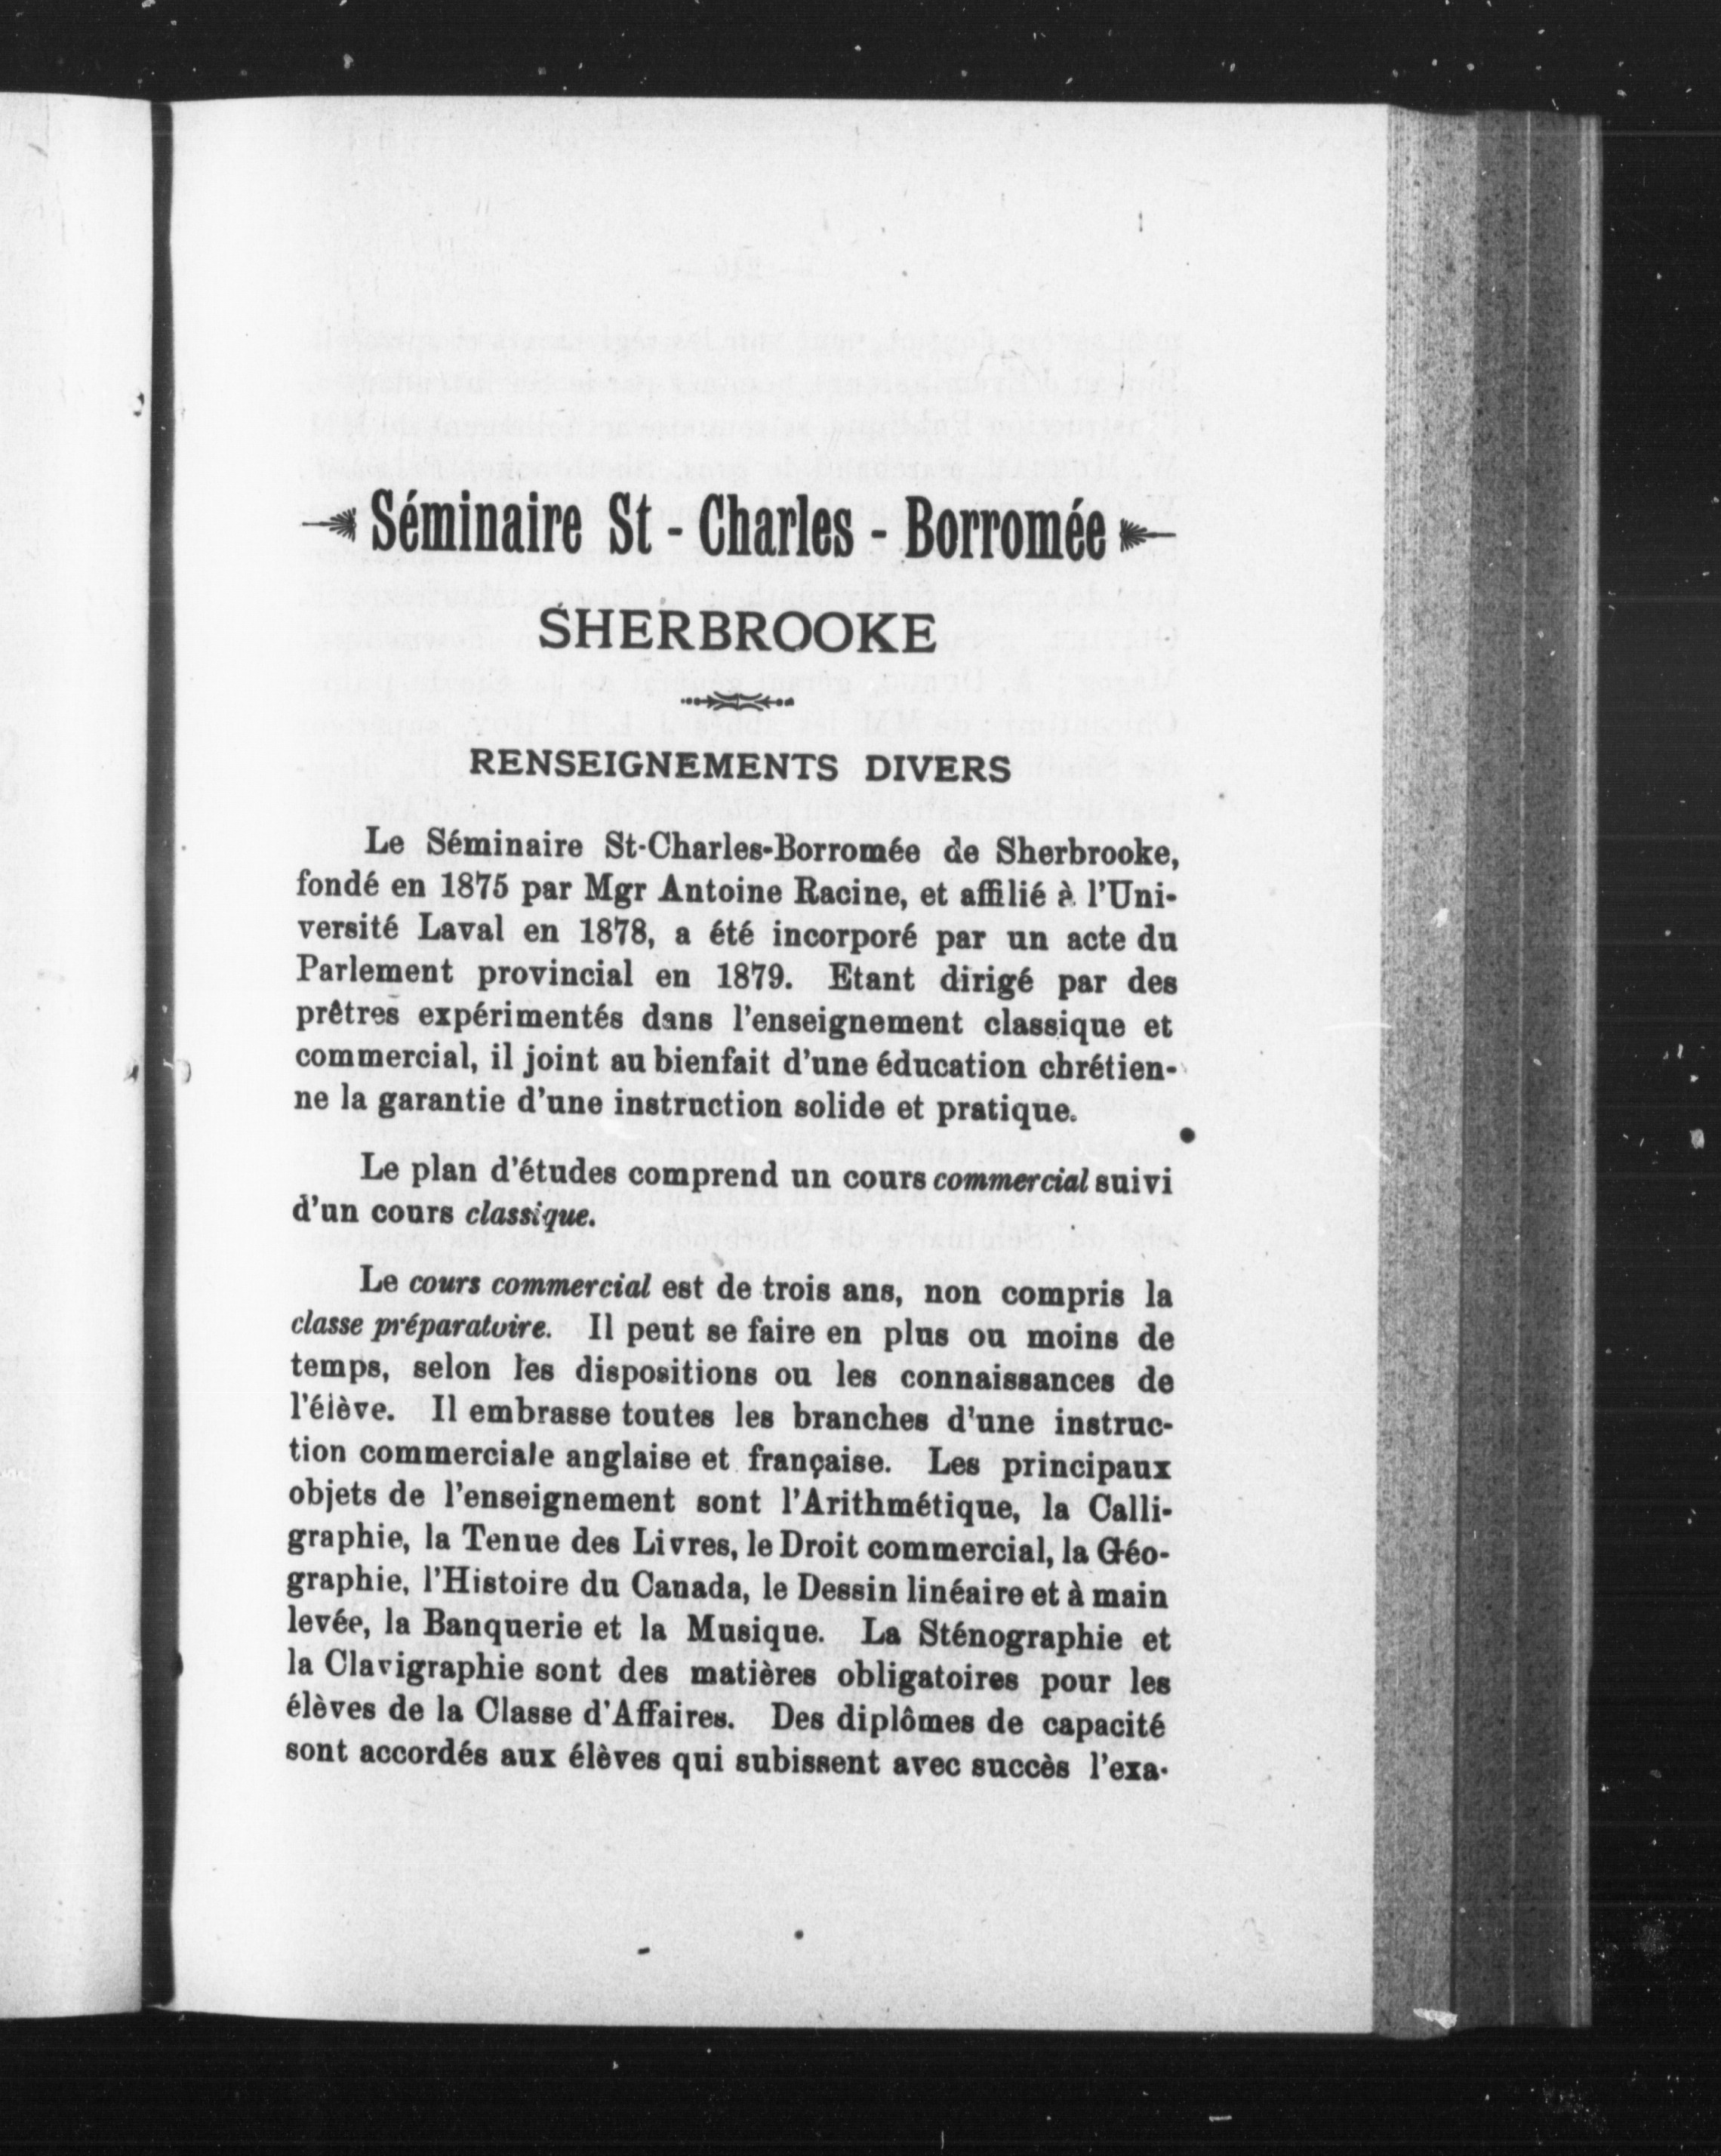 Séminaire St - Charles - Borromée
SHERBROOKE
RENSEIGNEMENTS DIVERS
Le Séminaire St-Charles-Borromée de Sherbrooke,
fondé en 1875 par Mgr Antoine Racine, et affilié à l'Uni-
versité Laval en 1878, a été incorporé par un acte du
Parlement provincial en 1879. Etant dirigé par des
prêtres expérimentés dans l'enseignement classique et
commercial, il joint au bienfait d'une éducation chrétien-
ne la garantie d'une instruction solide et pratique.
Le plan d'études comprend un cours commercial suivi
d'un cours classique.
Le cours commercial est de trois ans, non compris la
classe préparatoire. Il peut se faire en plus ou moins de
temps, selon les dispositions ou les connaissances de
l'élève. Il embrasse toutes les branches d'une instruc-
tion commerciale anglaise et française. Les principaux
objets de l'enseignement sont l'Arithmétique, la Calli-
graphie, la Tenue des Livres, le Droit commercial, la Géo-
graphie, l'Histoire du Canada, le Dessin linéaire et à main
levée, la Banquerie et la Musique. La Sténographie et
la Clavigraphie sont des matières obligatoires pour les
élèves de la Classe d'Affaires. Des diplômes de capacité
sont accordés aux élèves qui subissent avec succès l'exa-